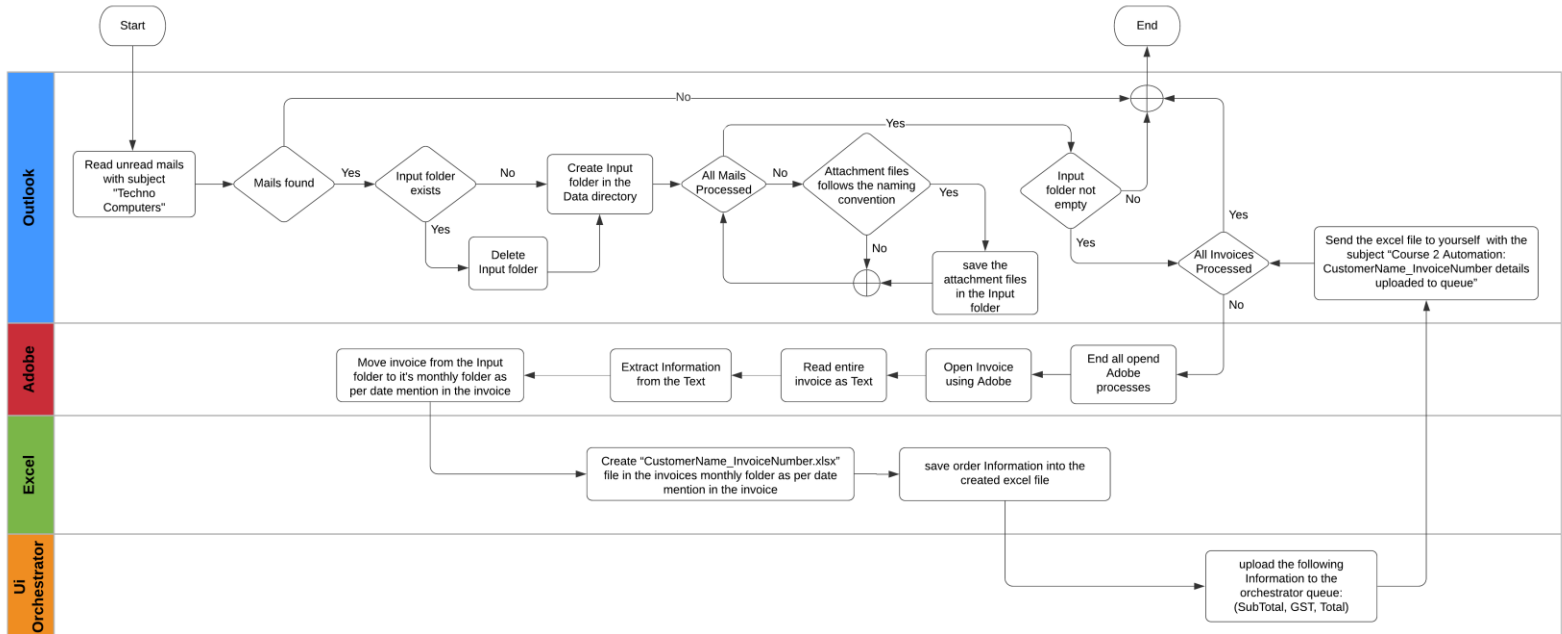 Start
End
Outlook
No
Read unread mails
with subject
"Techno
Computers"
Mails found
Yes
Input folder
exists
No
Yes
Delete
Input folder
Create Input
folder in the
Data directory
All Mails
Processed
Yes
No
Attachment files
follows the naming
convention
Yes
No
save the
attachment files
in the Input
folder
Input
folder not
empty
No
Yes
All Invoices
Processed
Yes
No
Send the excel file to yourself  with the
subject “Course 2 Automation:
CustomerName_InvoiceNumber details
uploaded to queue”
Adobe
Move invoice from the Input
folder to it's monthly folder as
per date mention in the invoice
Extract Information
from the Text
Read entire
invoice as Text
Open Invoice
using Adobe
End all opend
Adobe
processes
Excel
Create “CustomerName_InvoiceNumber.xlsx”
file in the invoices monthly folder as per date
mention in the invoice
save order Information into the
created excel file
Ui
Orchestrator
upload the following
Information to the
orchestrator queue:
(SubTotal, GST, Total)